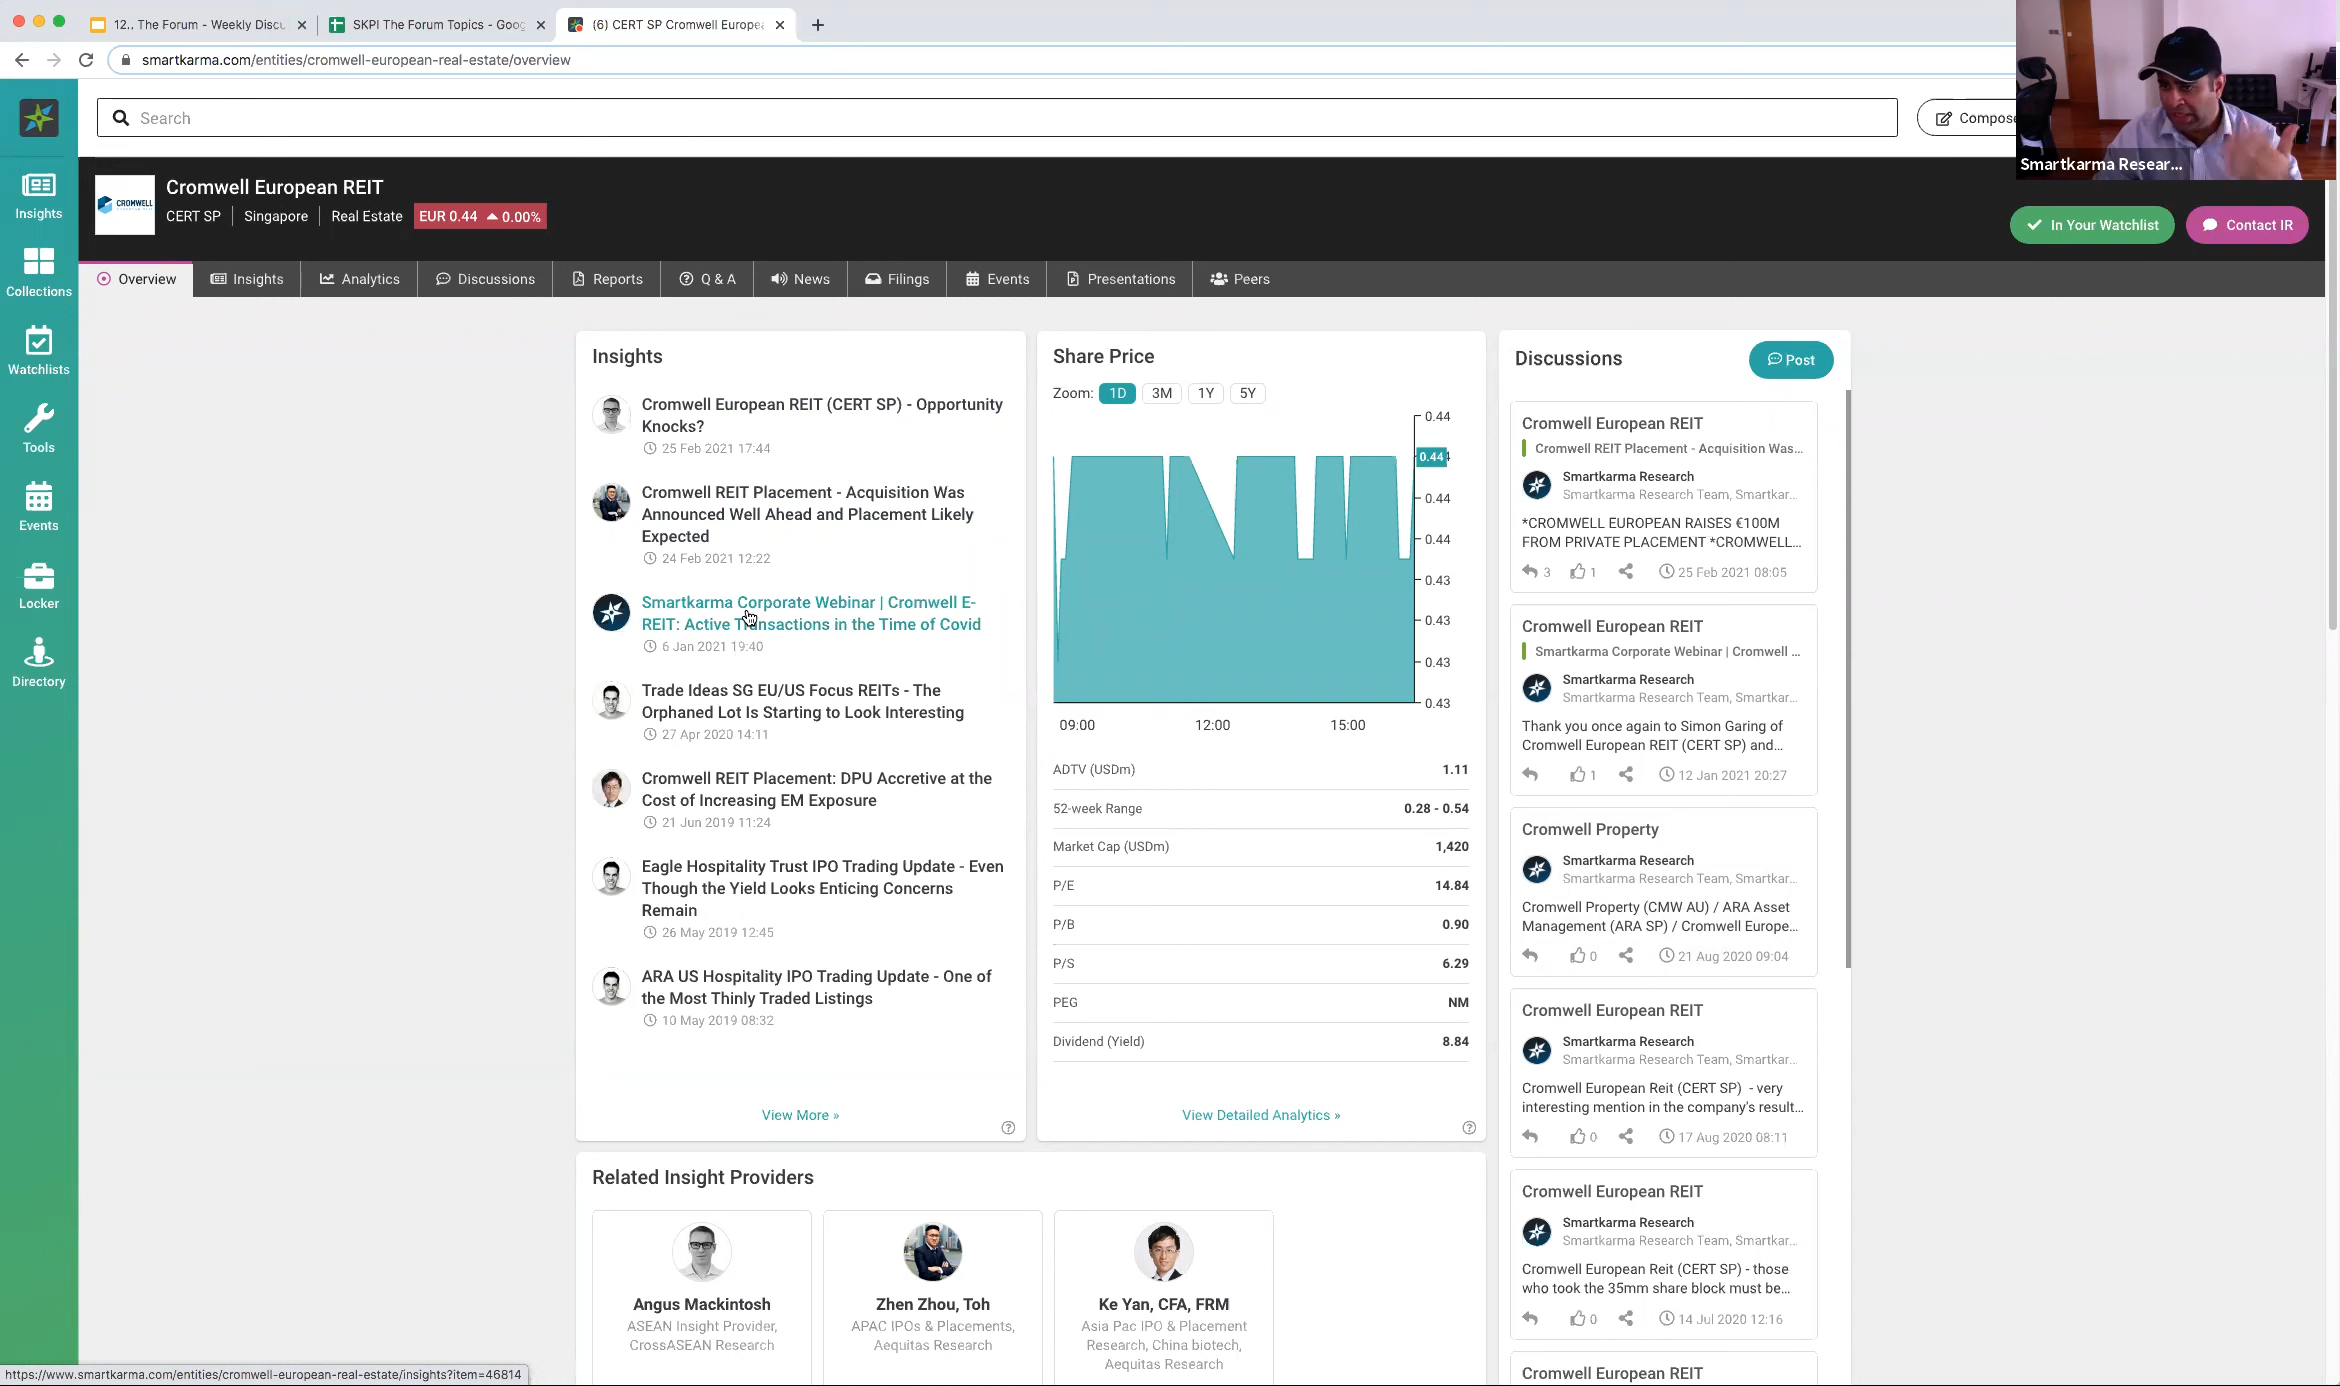 12.. The Forum - Weekly Discu
SKPI The Forum Topics - Goog
(6) CERT SP Cromwell Europea
smartkarma.com/entities/cromwell-european-real-estate/overview
Search
Compose
Smartkarma Resear...
CROMWELL
Cromwell European REIT
CERT SP
Singapore
Real Estate
EUR 0.44 0.00%
In Your Watchlist
Contact IR
Overview
Insights
Analytics
Discussions
Reports
Q & A
News
Filings
Events
Presentations
Peers
Insights
Collections
Watchlists
Tools
Events
Locker
Directory
Insights
Cromwell European REIT (CERT SP) - Opportunity
Knocks?
25 Feb 2021 17:44
Cromwell REIT Placement - Acquisition Was
Announced Well Ahead and Placement Likely
Expected
24 Feb 2021 12:22
Smartkarma Corporate Webinar | Cromwell E-
REIT: Active Transactions in the Time of Covid
6 Jan 2021 19:40
Trade Ideas SG EU/US Focus REITs - The
Orphaned Lot Is Starting to Look Interesting
27 Apr 2020 14:11
Cromwell REIT Placement: DPU Accretive at the
Cost of Increasing EM Exposure
21 Jun 2019 11:24
Eagle Hospitality Trust IPO Trading Update - Even
Though the Yield Looks Enticing Concerns
Remain
26 May 2019 12:45
ARA US Hospitality IPO Trading Update - One of
the Most Thinly Traded Listings
10 May 2019 08:32
View More »
Share Price
Zoom: 1D 3M 1Y 5Y
0.44
0.44
0.44
0.44
0.43
0.43
0.43
0.43
09:00 12:00 15:00
ADTV (USDm) 1.11
52-week Range 0.28 - 0.54
Market Cap (USDm) 1,420
P/E 14.84
P/B 0.90
P/S 6.29
PEG NM
Dividend (Yield) 8.84
View Detailed Analytics »
Discussions
Post
Cromwell European REIT
Cromwell REIT Placement - Acquisition Was...
Smartkarma Research
Smartkarma Research Team, Smartkar...
*CROMWELL EUROPEAN RAISES €100M
FROM PRIVATE PLACEMENT *CROMWELL...
3 1 25 Feb 2021 08:05
Cromwell European REIT
Smartkarma Corporate Webinar | Cromwell ...
Smartkarma Research
Smartkarma Research Team, Smartkar...
Thank you once again to Simon Garing of
Cromwell European REIT (CERT SP) and...
1 12 Jan 2021 20:27
Cromwell Property
Smartkarma Research
Smartkarma Research Team, Smartkar...
Cromwell Property (CMW AU) / ARA Asset
Management (ARA SP) / Cromwell Europe...
0 21 Aug 2020 09:04
Cromwell European REIT
Smartkarma Research
Smartkarma Research Team, Smartkar...
Cromwell European Reit (CERT SP) - very
interesting mention in the company's result...
0 17 Aug 2020 08:11
Cromwell European REIT
Smartkarma Research
Smartkarma Research Team, Smartkar...
Cromwell European Reit (CERT SP) - those
who took the 35mm share block must be...
0 14 Jul 2020 12:16
Cromwell European REIT
Related Insight Providers
Angus Mackintosh
ASEAN Insight Provider,
CrossASEAN Research
Zhen Zhou, Toh
APAC IPOs & Placements,
Aequitas Research
Ke Yan, CFA, FRM
Asia Pac IPO & Placement
Research, China biotech,
Aequitas Research
https://www.smartkarma.com/entities/cromwell-european-real-estate/insights?item=46814